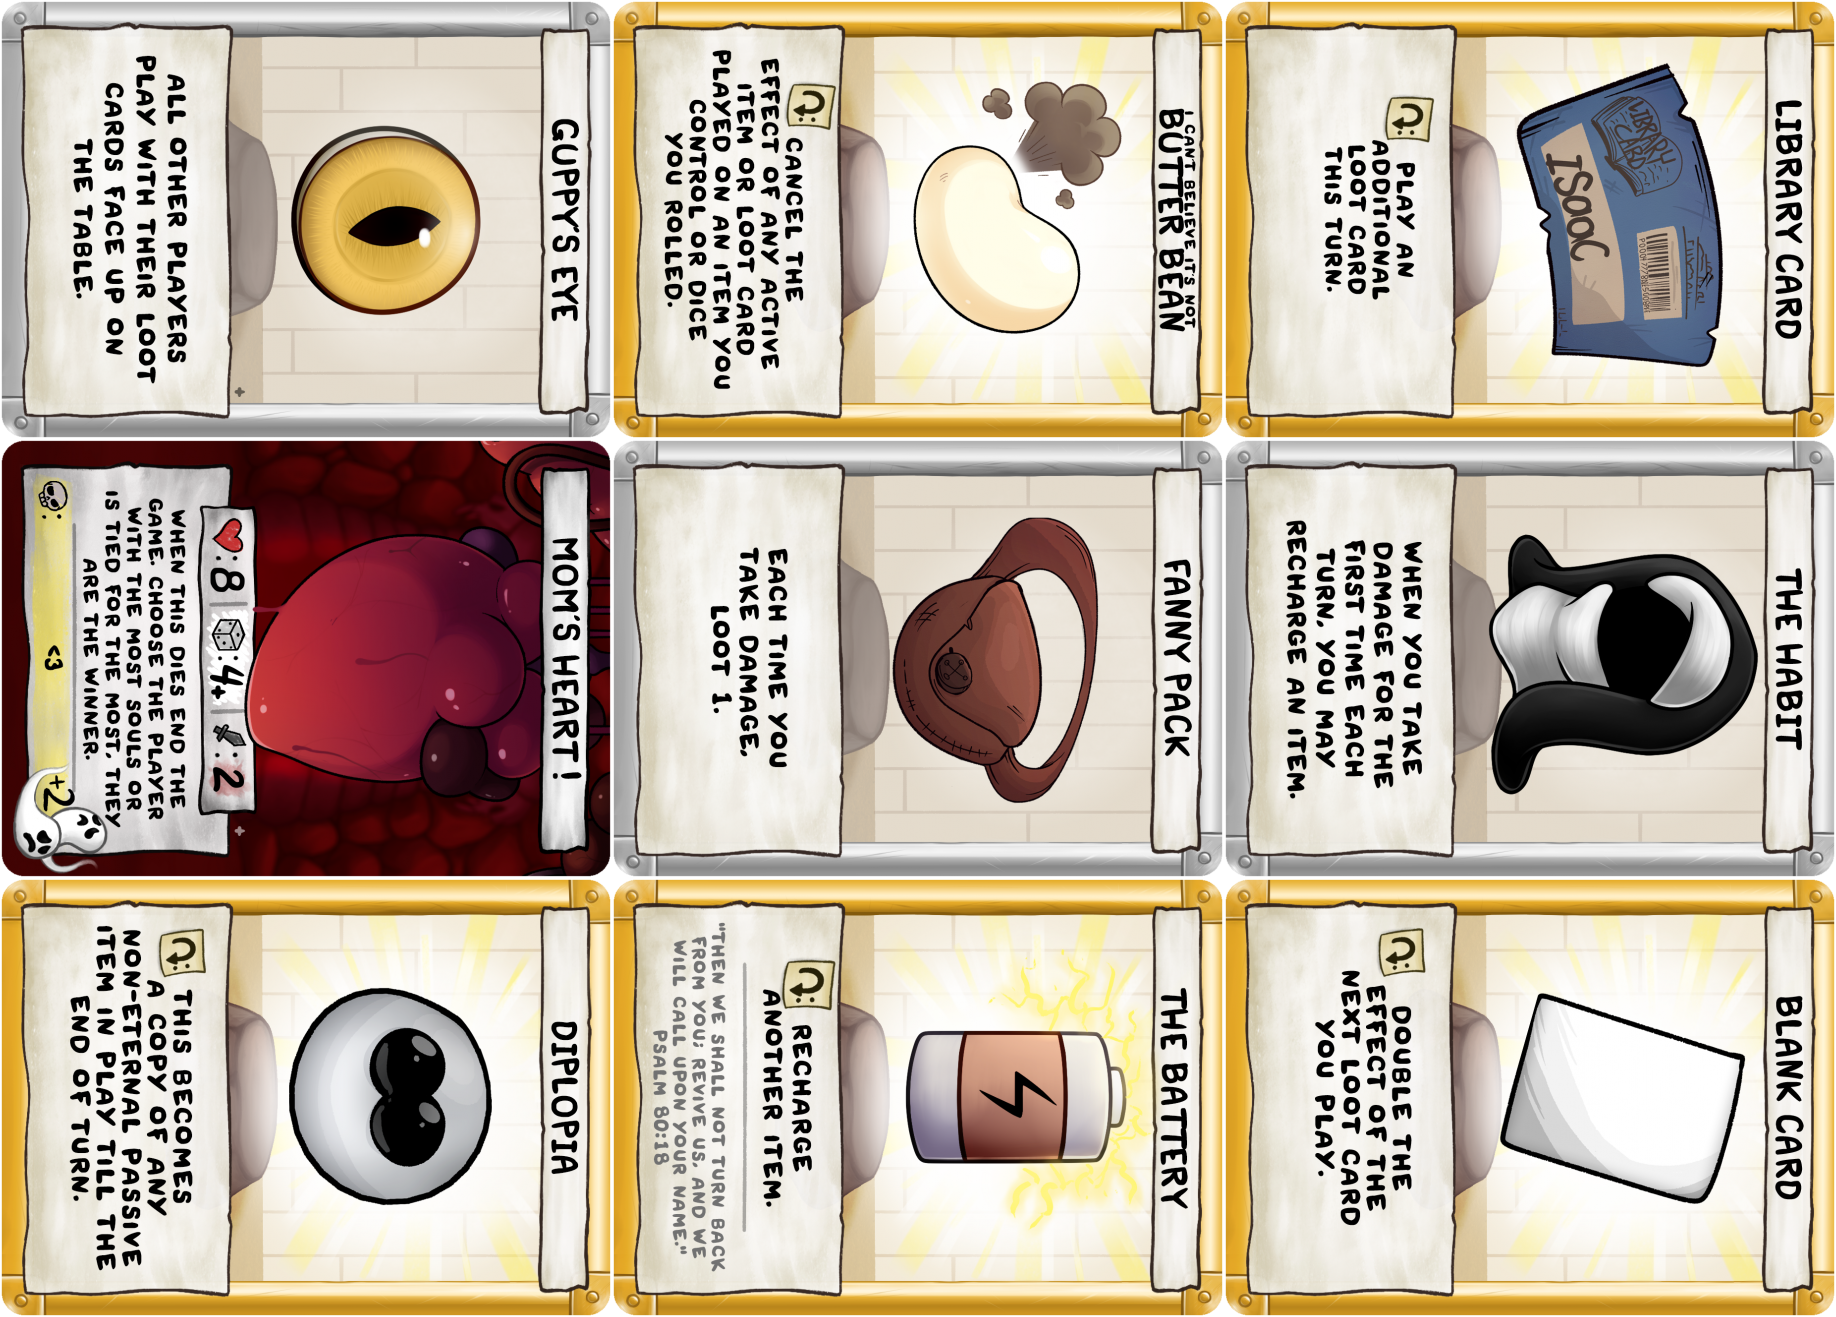 GUPPY'S EYE
ALL OTHER PLAYERS
PLAY WITH THEIR LOOT
CARDS FACE UP ON
THE TABLE.
I CAN'T BELIEVE IT'S NOT
BUTTER BEAN
CANCEL THE
EFFECT OF ANY ACTIVE
ITEM OR LOOT CARD
PLAYED ON AN ITEM YOU
CONTROL OR DICE
YOU ROLLED.
LIBRARY CARD
LIBRARY
CARD
ISAAC
PLAY AN
ADDITIONAL
LOOT CARD
THIS TURN.
MOM'S HEART!
:8 :4+ :2
WHEN THIS DIES END THE
GAME. CHOOSE THE PLAYER
WITH THE MOST SOULS OR
IS TIED FOR THE MOST, THEY
ARE THE WINNER.
: <3 +2
FANNY PACK
EACH TIME YOU
TAKE DAMAGE,
LOOT 1.
THE HABIT
WHEN YOU TAKE
DAMAGE FOR THE
FIRST TIME EACH
TURN, YOU MAY
RECHARGE AN ITEM.
DIPLOPIA
: THIS BECOMES
A COPY OF ANY
NON-ETERNAL PASSIVE
ITEM IN PLAY TILL THE
END OF TURN.
THE BATTERY
: RECHARGE
ANOTHER ITEM.
"THEN WE SHALL NOT TURN BACK
FROM YOU; REVIVE US, AND WE
WILL CALL UPON YOUR NAME."
PSALM 80:18
BLANK CARD
: DOUBLE THE
EFFECT OF THE
NEXT LOOT CARD
YOU PLAY.